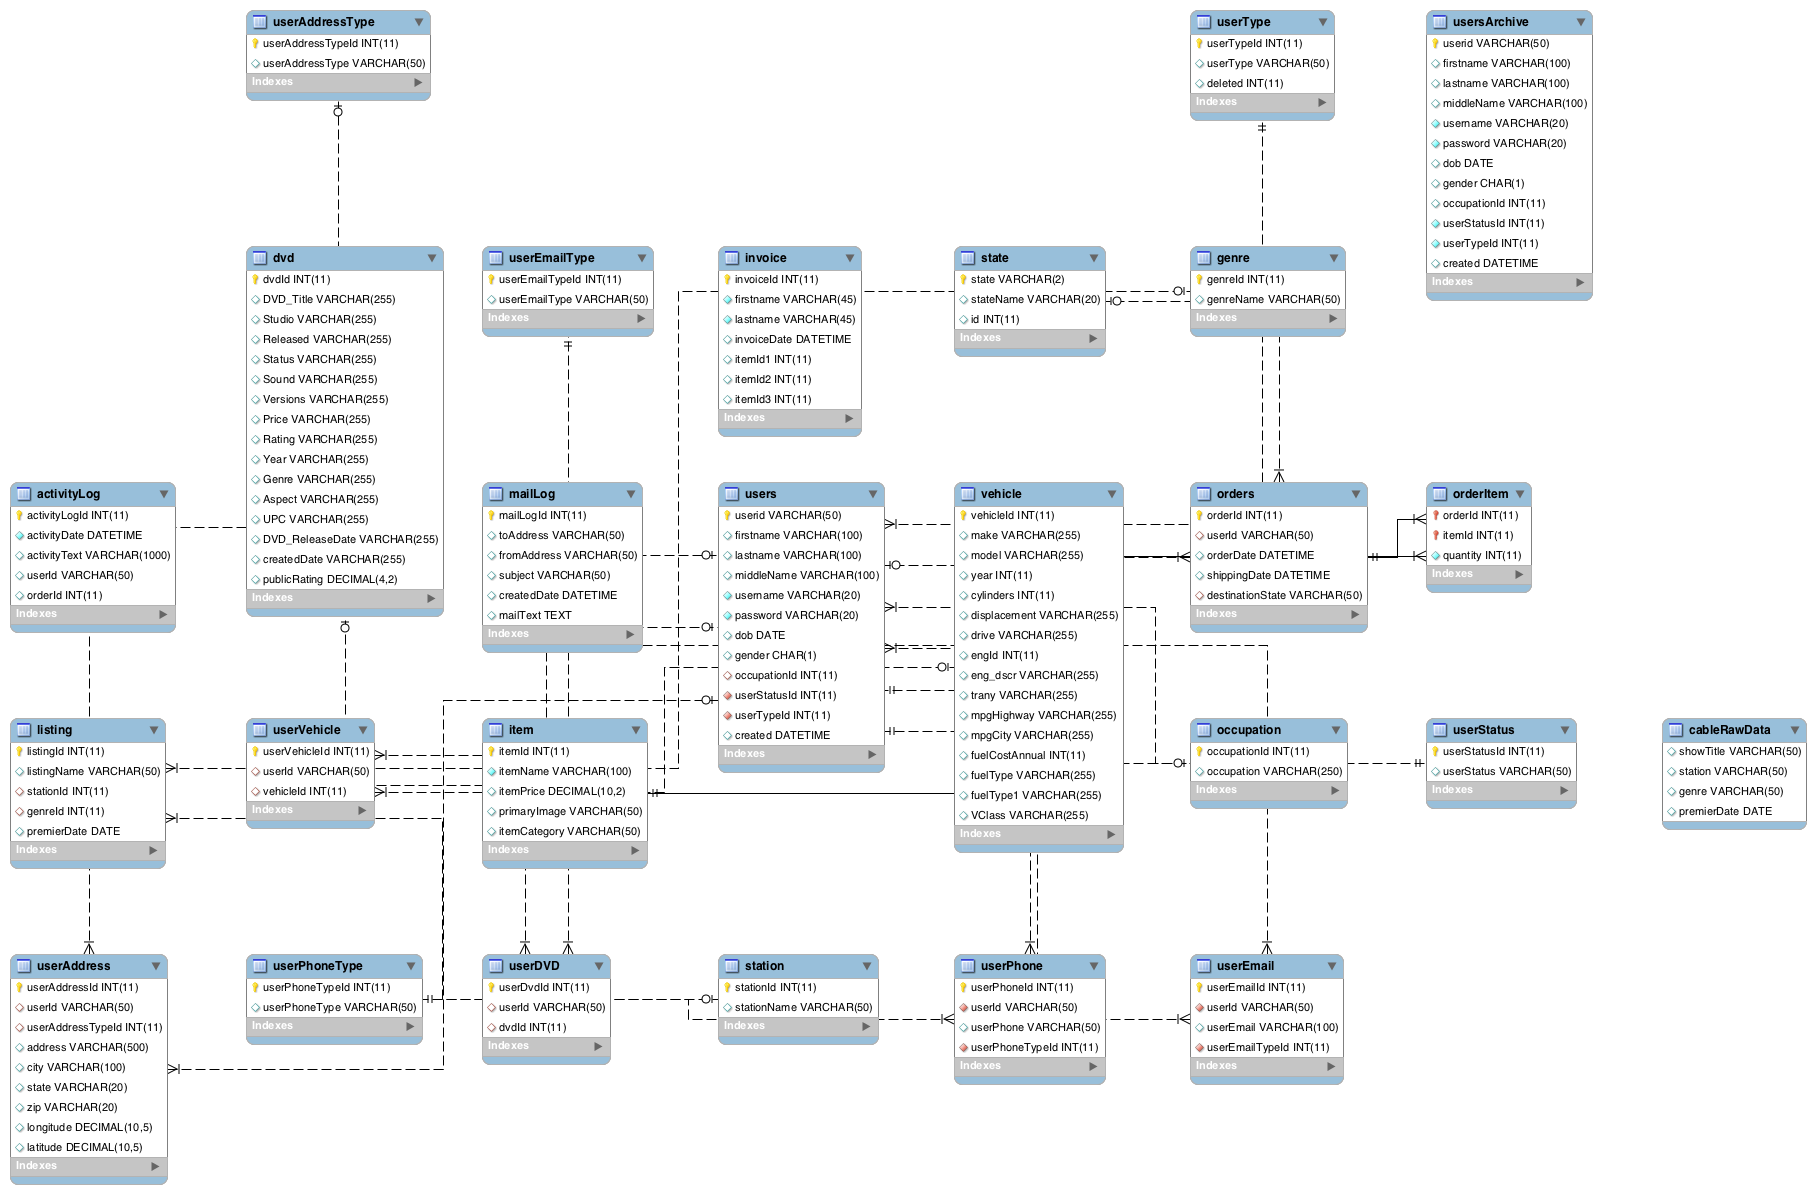 userAddressType
userAddressTypeId INT(11)
userAddressType VARCHAR(50)
Indexes
userType
userTypeId INT(11)
userType VARCHAR(50)
deleted INT(11)
Indexes
usersArchive
userid VARCHAR(50)
firstname VARCHAR(100)
lastname VARCHAR(100)
middleName VARCHAR(100)
username VARCHAR(20)
password VARCHAR(20)
dob DATE
gender CHAR(1)
occupationId INT(11)
userStatusId INT(11)
userTypeId INT(11)
created DATETIME
Indexes
dvd
dvdId INT(11)
DVD_Title VARCHAR(255)
Studio VARCHAR(255)
Released VARCHAR(255)
Status VARCHAR(255)
Sound VARCHAR(255)
Versions VARCHAR(255)
Price VARCHAR(255)
Rating VARCHAR(255)
Year VARCHAR(255)
Genre VARCHAR(255)
Aspect VARCHAR(255)
UPC VARCHAR(255)
DVD_ReleaseDate VARCHAR(255)
createdDate VARCHAR(255)
publicRating DECIMAL(4,2)
Indexes
userEmailType
userEmailTypeId INT(11)
userEmailType VARCHAR(50)
Indexes
invoice
invoiceId INT(11)
firstname VARCHAR(45)
lastname VARCHAR(45)
invoiceDate DATETIME
itemId1 INT(11)
itemId2 INT(11)
itemId3 INT(11)
Indexes
state
state VARCHAR(2)
stateName VARCHAR(20)
id INT(11)
Indexes
genre
genreId INT(11)
genreName VARCHAR(50)
Indexes
activityLog
activityLogId INT(11)
activityDate DATETIME
activityText VARCHAR(1000)
userId VARCHAR(50)
orderId INT(11)
Indexes
mailLog
mailLogId INT(11)
toAddress VARCHAR(50)
fromAddress VARCHAR(50)
subject VARCHAR(50)
createdDate DATETIME
mailText TEXT
Indexes
users
userid VARCHAR(50)
firstname VARCHAR(100)
lastname VARCHAR(100)
middleName VARCHAR(100)
username VARCHAR(20)
password VARCHAR(20)
dob DATE
gender CHAR(1)
occupationId INT(11)
userStatusId INT(11)
userTypeId INT(11)
created DATETIME
Indexes
vehicle
vehicleId INT(11)
make VARCHAR(255)
model VARCHAR(255)
year INT(11)
cylinders INT(11)
displacement VARCHAR(255)
drive VARCHAR(255)
engId INT(11)
eng_dscr VARCHAR(255)
trany VARCHAR(255)
mpgHighway VARCHAR(255)
mpgCity VARCHAR(255)
fuelCostAnnual INT(11)
fuelType VARCHAR(255)
fuelType1 VARCHAR(255)
VClass VARCHAR(255)
Indexes
orders
orderId INT(11)
userId VARCHAR(50)
orderDate DATETIME
shippingDate DATETIME
destinationState VARCHAR(50)
Indexes
orderItem
orderId INT(11)
itemId INT(11)
quantity INT(11)
Indexes
listing
listingId INT(11)
listingName VARCHAR(50)
stationId INT(11)
genreId INT(11)
premierDate DATE
Indexes
userVehicle
userVehicleId INT(11)
userId VARCHAR(50)
vehicleId INT(11)
Indexes
item
itemId INT(11)
itemName VARCHAR(100)
itemPrice DECIMAL(10,2)
primaryImage VARCHAR(50)
itemCategory VARCHAR(50)
Indexes
occupation
occupationId INT(11)
occupation VARCHAR(250)
Indexes
userStatus
userStatusId INT(11)
userStatus VARCHAR(50)
Indexes
cableRawData
showTitle VARCHAR(50)
station VARCHAR(50)
genre VARCHAR(50)
premierDate DATE
userAddress
userAddressId INT(11)
userId VARCHAR(50)
userAddressTypeId INT(11)
address VARCHAR(500)
city VARCHAR(100)
state VARCHAR(20)
zip VARCHAR(20)
longitude DECIMAL(10,5)
latitude DECIMAL(10,5)
Indexes
userPhoneType
userPhoneTypeId INT(11)
userPhoneType VARCHAR(50)
Indexes
userDVD
userDvdId INT(11)
userId VARCHAR(50)
dvdId INT(11)
Indexes
station
stationId INT(11)
stationName VARCHAR(50)
Indexes
userPhone
userPhoneId INT(11)
userId VARCHAR(50)
userPhone VARCHAR(50)
userPhoneTypeId INT(11)
Indexes
userEmail
userEmailId INT(11)
userId VARCHAR(50)
userEmail VARCHAR(100)
userEmailTypeId INT(11)
Indexes